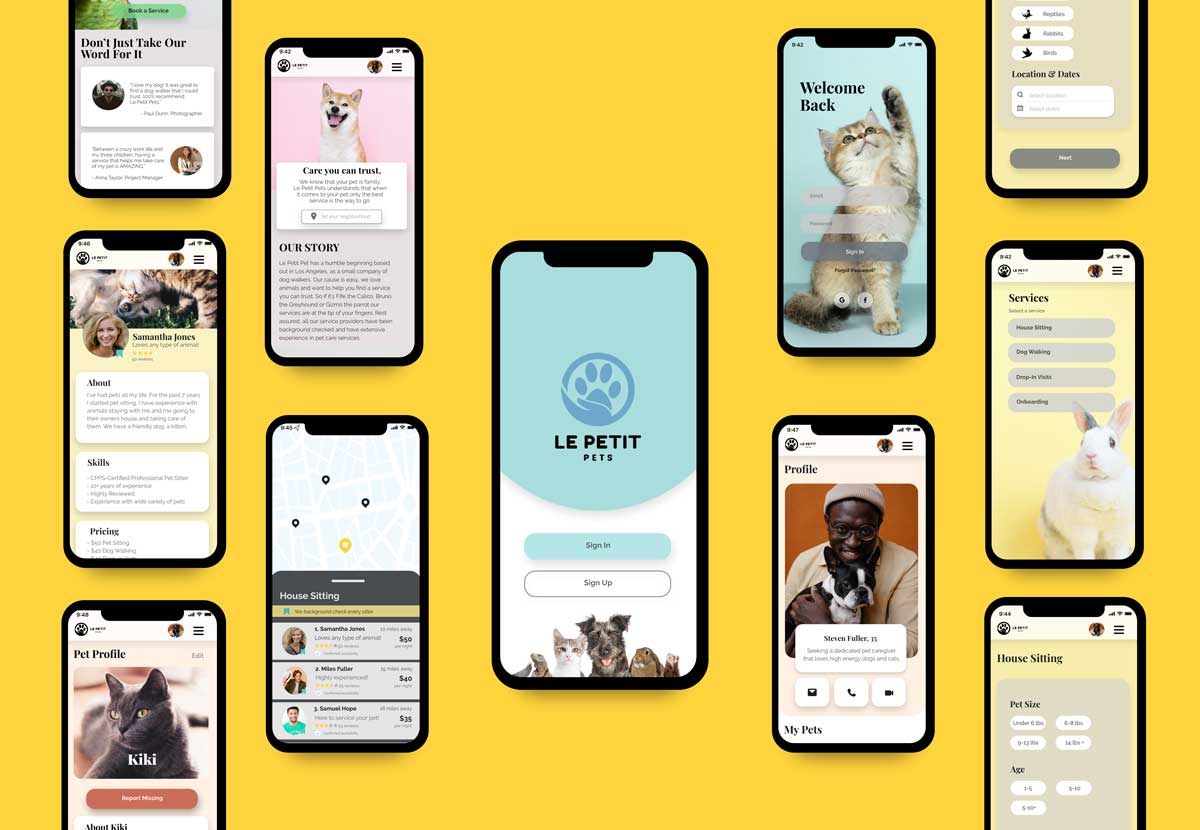 Book a Service
Don't Just Take Our
Word For It
"I love my dog! It was great to
find a dog-walker that I could
trust. 100% recommend
Le Petit Pets."
- Paul Dunn, Photographer
"Between a crazy work life and
my three children, having a
service that helps me take care
of my pet is AMAZING."
- Anna Taylor, Project Manager
9:46
LE PETIT
Samantha Jones
Loves any type of animal!
50 reviews
About
I've had pets all my life. For the past 7 years
I started pet sitting. I have experience with
animals staying with me and me going to
their owners house and taking care of
them. We have a friendly dog, a kitten,
Skills
- CPPS-Certified Professional Pet Sitter
- 10+ years of experience
- Highly Reviewed
- Experience with wide variety of pets
Pricing
- $50 Pet Sitting
- $40 Dog Walking
9:48
LE PETIT
Pet Profile
Edit
Kiki
Report Missing
About Kiki
9:42
LE PETIT
Care you can trust.
We know that your pet is family.
Le Petit Pets understands that when
it comes to your pet only the best
service is the way to go.
Set your neighborhood
OUR STORY
Le Petit Pet has a humble beginning based
out in Los Angeles, as a small company of
dog walkers. Our cause is easy, we love
animals and want to help you find a service
you can trust. So if it's Fife the Calico, Bruno
the Greyhound or Gizmo the parrot our
services are at the tip of your fingers. Rest
assured, all our service providers have been
background checked and have extensive
experience in pet care services.
9:45
House Sitting
We background check every sitter
1. Samantha Jones
10 miles away
Loves any type of animal!
$50
50 reviews
per night
Confirmed availability
2. Miles Fuller
15 miles away
Highly experienced!
$40
per night
Confirmed availability
3. Samuel Hope
18 miles away
Here to service your pet!
$35
per night
Confirmed availability
LE PETIT
PETS
Sign In
Sign Up
9:42
Welcome
Back
Email
Password
Sign In
Forgot Password?
G f
9:47
LE PETIT
Profile
Steven Fuller, 35
Seeking a dedicated pet caregiver
that loves high energy dogs and cats
My Pets
Reptiles
Rabbits
Birds
Location & Dates
Select location
Select dates
Next
9:42
LE PETIT
Services
Select a service
House Sitting
Dog Walking
Drop-In Visits
Onboarding
9:44
LE PETIT
House Sitting
Pet Size
Under 6 lbs
6-8 lbs
9-13 lbs
14 lbs +
Age
1-5
5-10
5-10+